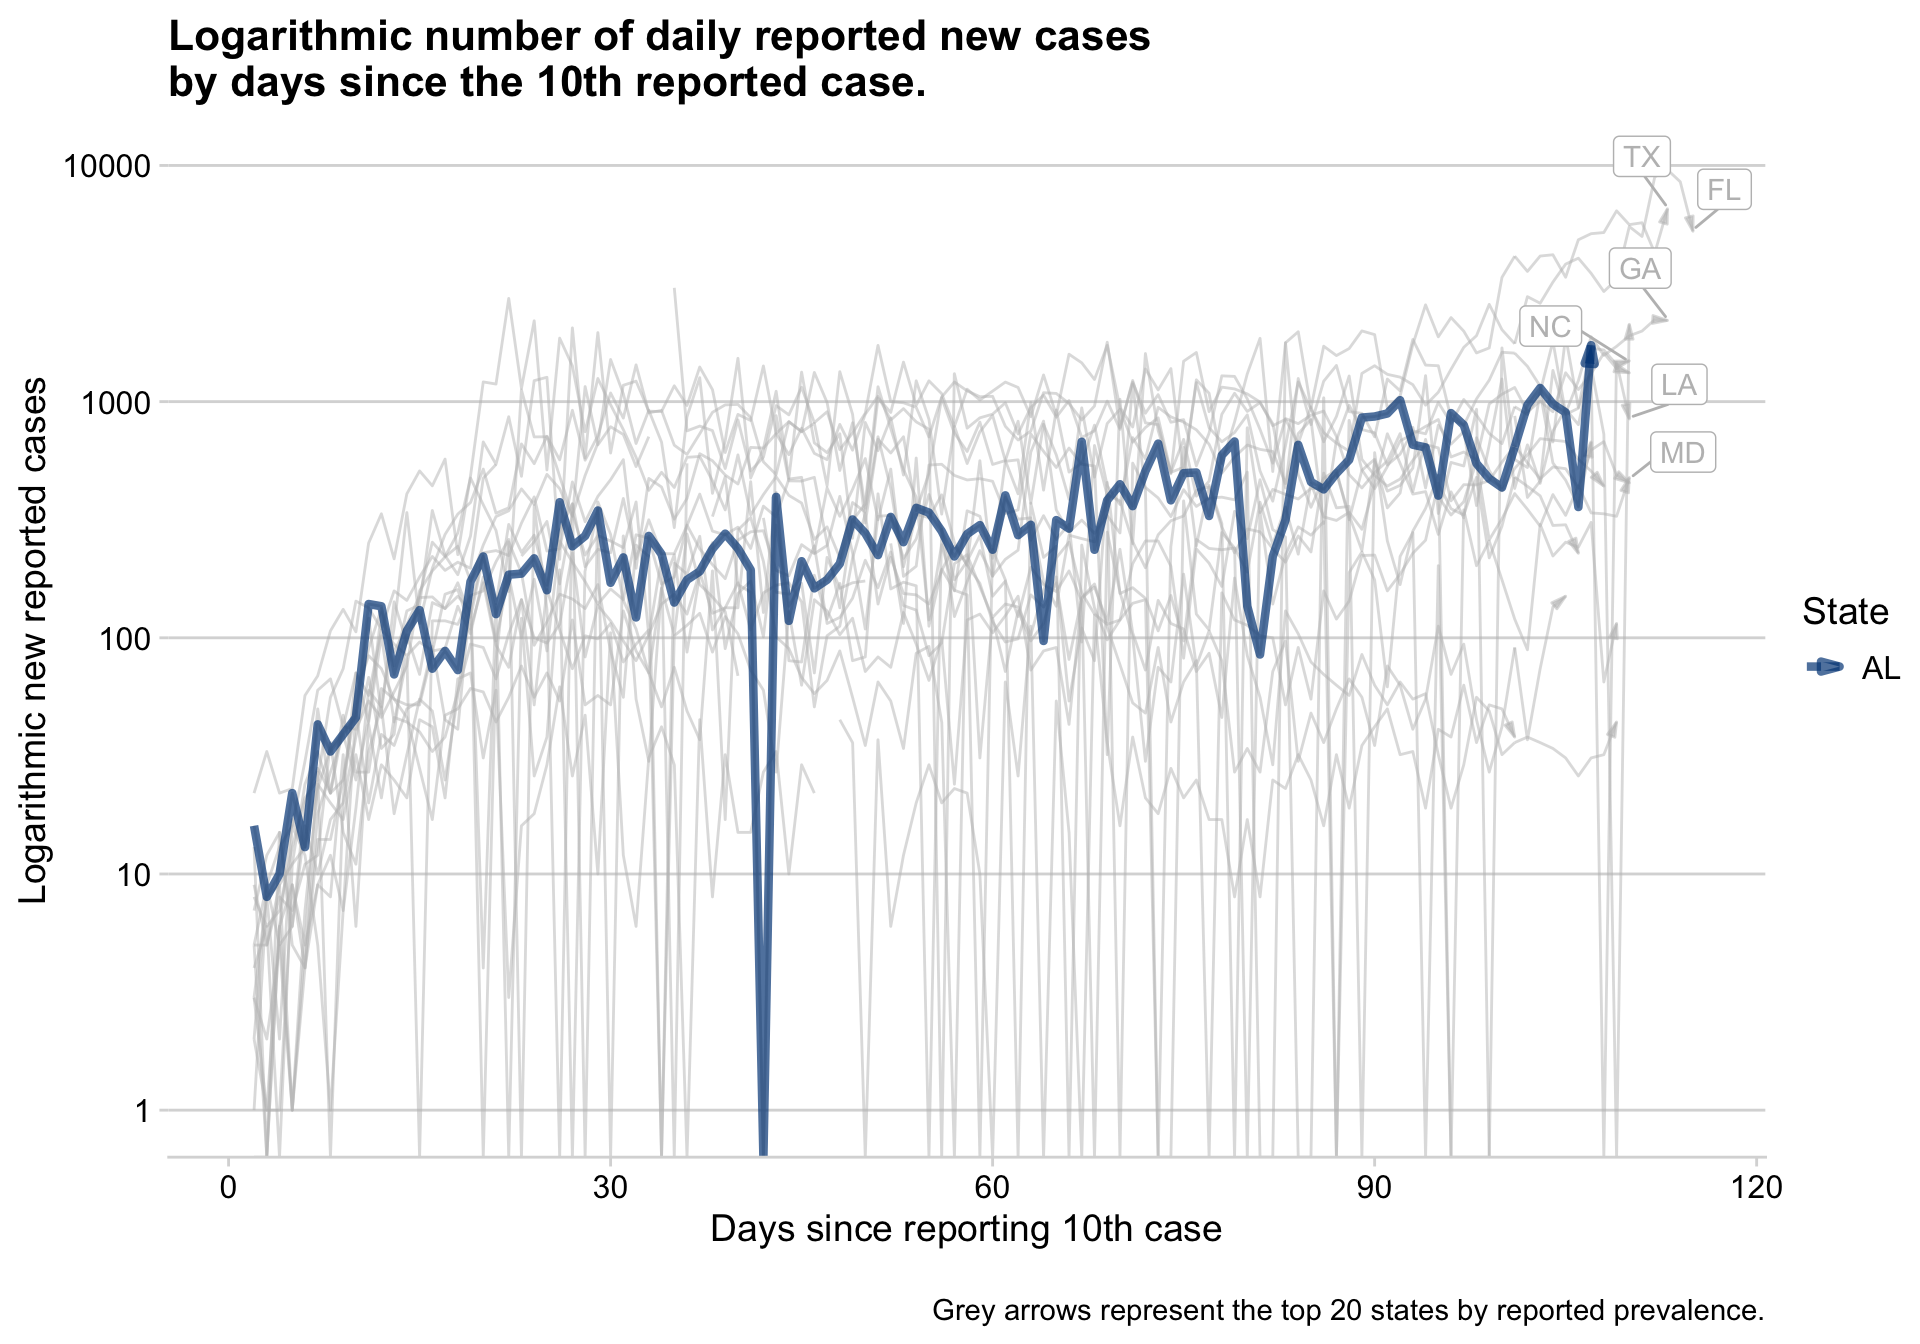 Logarithmic number of daily reported new cases
by days since the 10th reported case.
Logarithmic new reported cases
10000
1000
100
10
1
TX
FL
GA
NC
LA
MD
State
AL
0
30
60
90
120
Days since reporting 10th case
Grey arrows represent the top 20 states by reported prevalence.